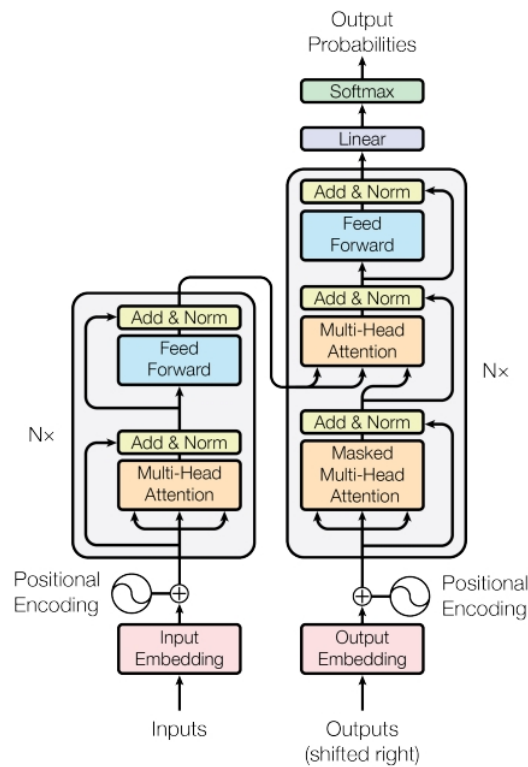 Output
Probabilities
Softmax
Linear
Add & Norm
Feed
Forward
Add & Norm
Multi-Head
Attention
Add & Norm
Masked
Multi-Head
Attention
N×
Add & Norm
Feed
Forward
N×
Add & Norm
Multi-Head
Attention
Positional
Encoding
Positional
Encoding
Input
Embedding
Output
Embedding
Inputs
Outputs
(shifted right)